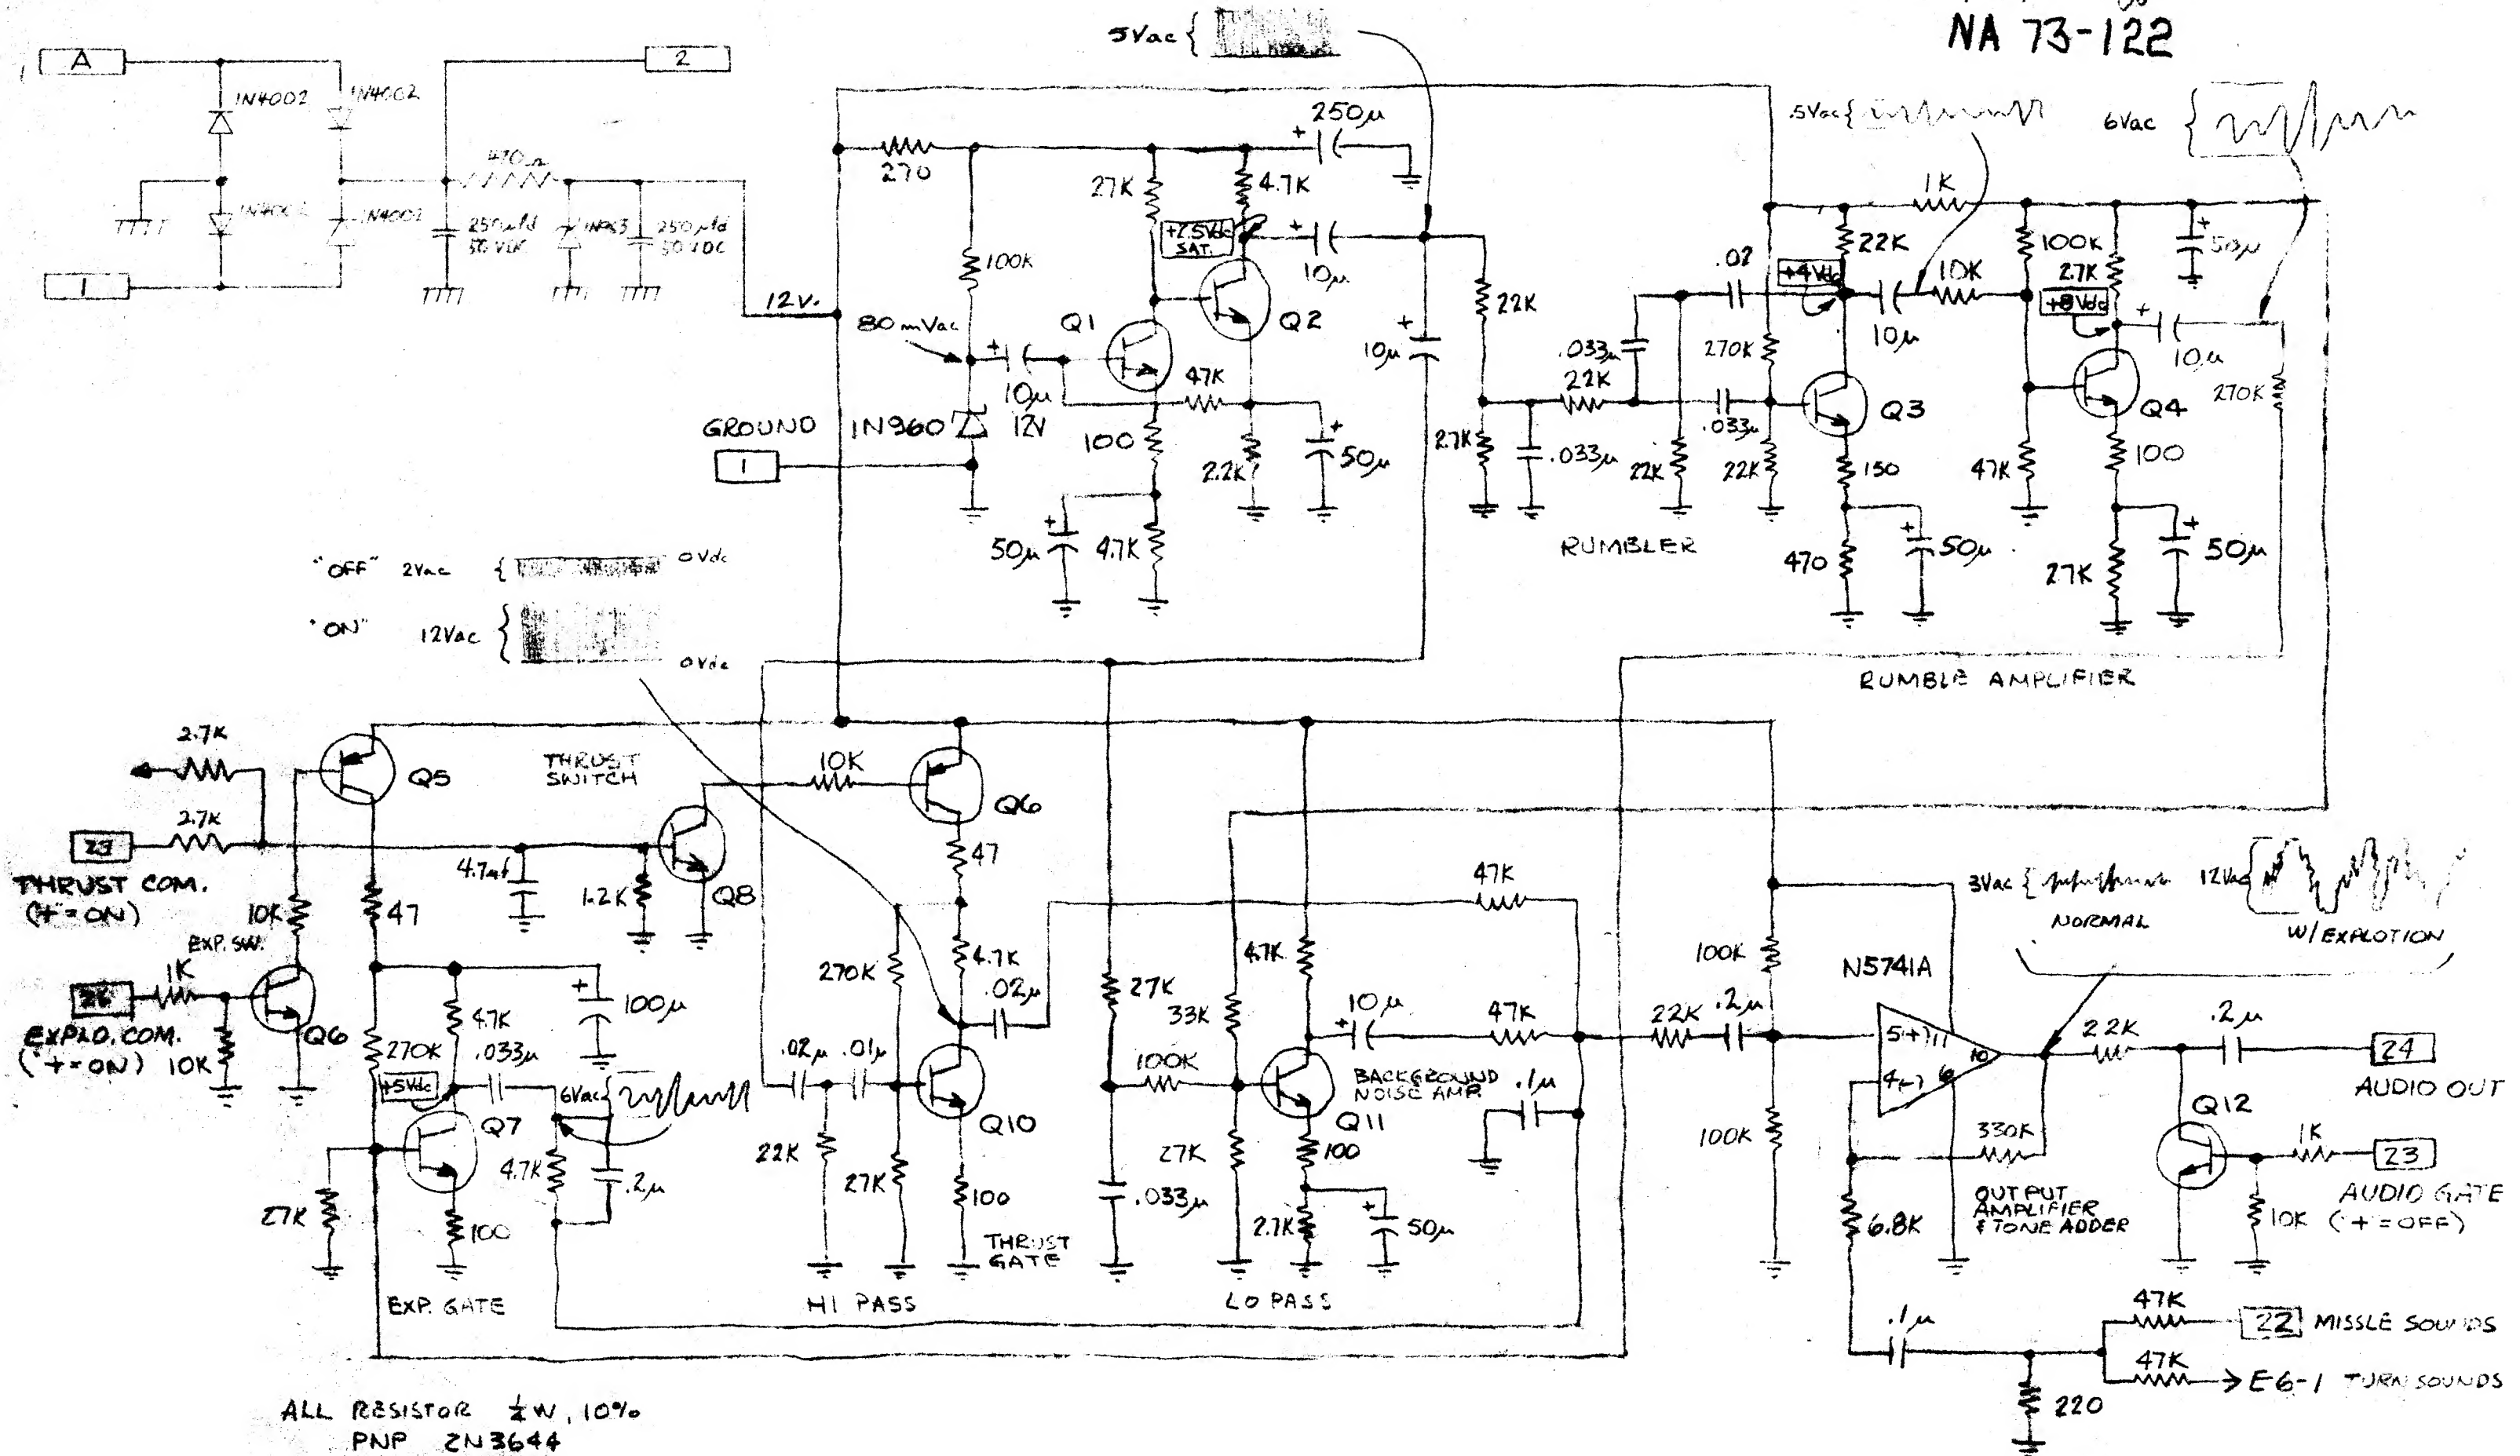 NA 73-122
5Vac
A
2
1N4002
1N4002
470Ω
1N4002
1N4002
250µfd
50 VDC
250µfd
50 VDC
1
12V.
270
250µ
27K
4.7K
100K
+7.5Vdc
SAT.
10µ
80 mVac
Q1
Q2
10µ
12V
47K
GROUND
1
1N960
100
2.2K
50µ
50µ
4.7K
10µ
22K
.5Vac
6Vac
1K
22K
100K
2.7K
50µ
.02
+4Vdc
10K
+8Vdc
10µ
10µ
.033µ
22K
270K
Q3
Q4
270K
2.7K
.033µ
.033µ
22K
22K
150
47K
100
RUMBLER
470
50µ
27K
50µ
RUMBLE AMPLIFIER
"OFF" 2Vac
0Vdc
"ON" 12Vac
0Vdc
2.7K
Q5
THRUST
SWITCH
10K
Q6
2.7K
23
THRUST COM.
(+ = ON)
4.7mf
1.2K
Q8
47
47
10K
EXP. SW.
1K
26
EXPLO. COM.
(+ = ON)
10K
Q6
270K
4.7K
100µ
.033µ
+5Vdc
6Vac
Q7
4.7K
.2µ
27K
100
EXP. GATE
270K
4.7K
.02µ
.02µ
.01µ
22K
27K
Q10
100
THRUST
GATE
HI PASS
27K
33K
100K
.033µ
27K
47K
4.7K
10µ
47K
BACKGROUND
NOISE AMP.
Q11
100
2.7K
50µ
LO PASS
.1µ
22K
.2µ
100K
100K
3Vac
NORMAL
12Vac
W/ EXPLOTION
N5741A
5(+)
11
10
4(-)
6
22K
.2µ
24
AUDIO OUT
Q12
330K
1K
23
AUDIO GATE
(+ = OFF)
10K
OUTPUT
AMPLIFIER
& TONE ADDER
6.8K
.1µ
47K
22
MISSLE SOUNDS
47K
E6-1 TURN SOUNDS
220
ALL RESISTOR ½W, 10%
PNP 2N3644